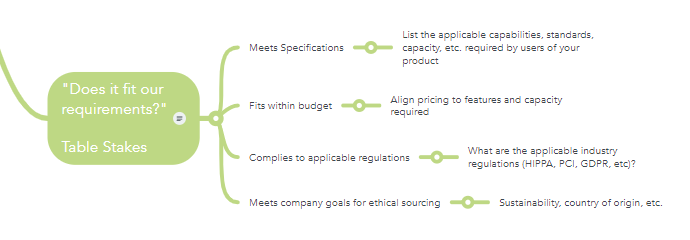 "Does it fit our
requirements?"
Table Stakes
Meets Specifications
List the applicable capabilities, standards,
capacity, etc. required by users of your
product
Fits within budget
Align pricing to features and capacity
required
Complies to applicable regulations
What are the applicable industry
regulations (HIPPA, PCI, GDPR, etc)?
Meets company goals for ethical sourcing
Sustainability, country of origin, etc.